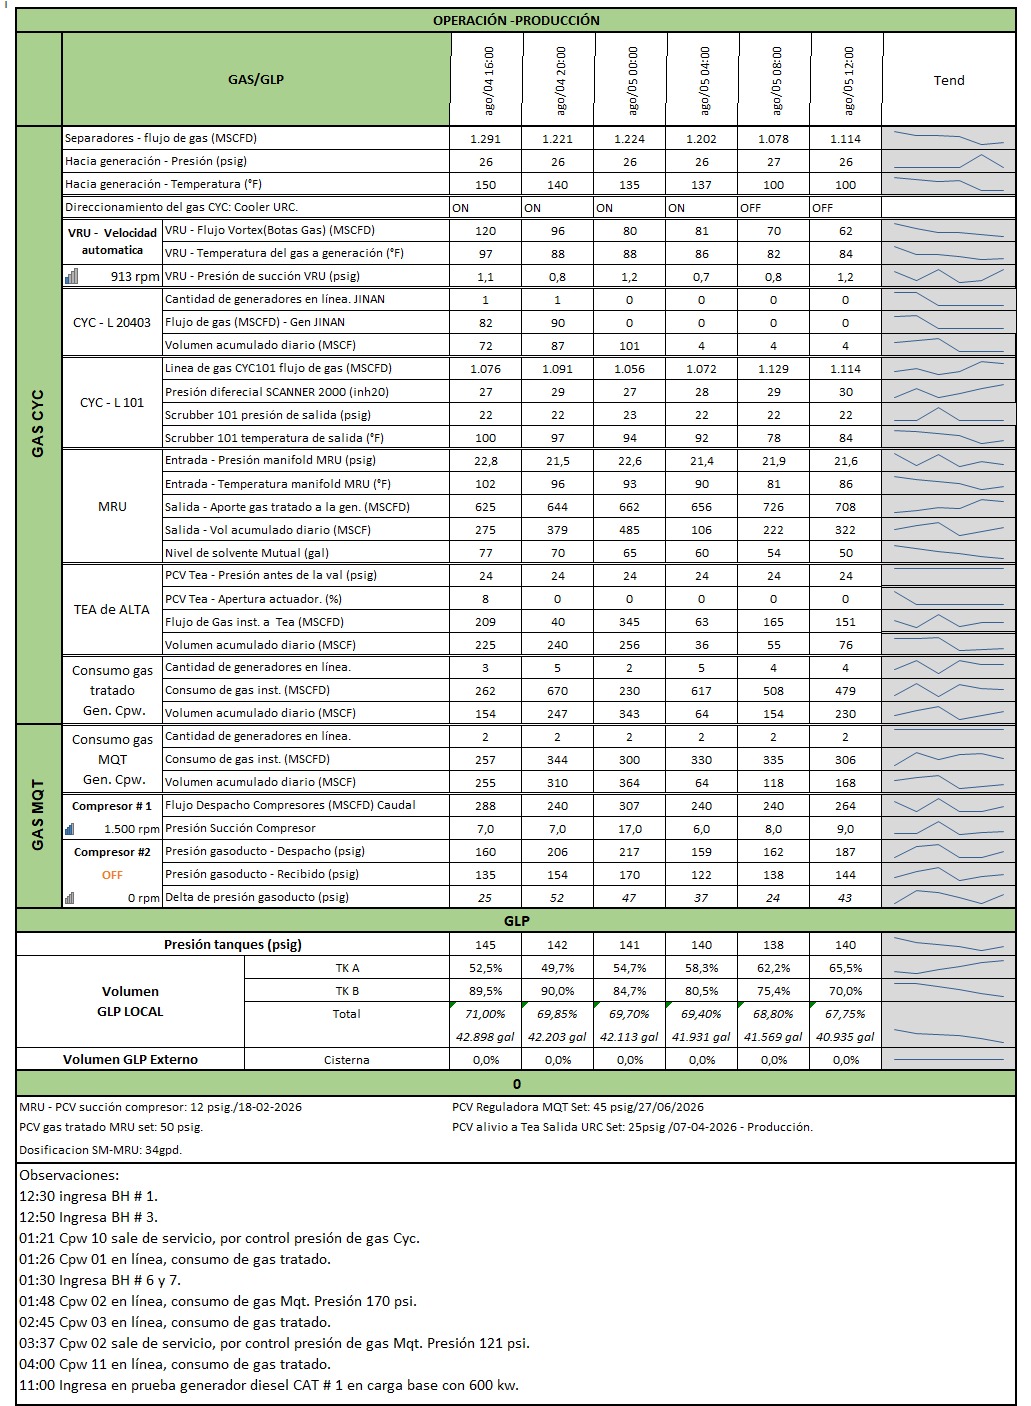 OPERACIÓN -PRODUCCIÓN
GAS/GLP ago/04 16:00 ago/04 20:00 ago/05 00:00 ago/05 04:00 ago/05 08:00 ago/05 12:00 Tend
GAS CYC
Separadores - flujo de gas (MSCFD) 1.291 1.221 1.224 1.202 1.078 1.114
Hacia generación - Presión (psig) 26 26 26 26 27 26
Hacia generación - Temperatura (°F) 150 140 135 137 100 100
Direccionamiento del gas CYC: Cooler URC. ON ON ON ON OFF OFF
VRU - Velocidad automatica
VRU - Flujo Vortex(Botas Gas) (MSCFD) 120 96 80 81 70 62
VRU - Temperatura del gas a generación (°F) 97 88 88 86 82 84
913 rpm VRU - Presión de succión VRU (psig) 1,1 0,8 1,2 0,7 0,8 1,2
CYC - L 20403
Cantidad de generadores en línea. JINAN 1 1 0 0 0 0
Flujo de gas (MSCFD) - Gen JINAN 82 90 0 0 0 0
Volumen acumulado diario (MSCF) 72 87 101 4 4 4
CYC - L 101
Linea de gas CYC101 flujo de gas (MSCFD) 1.076 1.091 1.056 1.072 1.129 1.114
Presión diferecial SCANNER 2000 (inh20) 27 29 27 28 29 30
Scrubber 101 presión de salida (psig) 22 22 23 22 22 22
Scrubber 101 temperatura de salida (°F) 100 97 94 92 78 84
MRU
Entrada - Presión manifold MRU (psig) 22,8 21,5 22,6 21,4 21,9 21,6
Entrada - Temperatura manifold MRU (°F) 102 96 93 90 81 86
Salida - Aporte gas tratado a la gen. (MSCFD) 625 644 662 656 726 708
Salida - Vol acumulado diario (MSCF) 275 379 485 106 222 322
Nivel de solvente Mutual (gal) 77 70 65 60 54 50
TEA de ALTA
PCV Tea - Presión antes de la val (psig) 24 24 24 24 24 24
PCV Tea - Apertura actuador. (%) 8 0 0 0 0 0
Flujo de Gas inst. a Tea (MSCFD) 209 40 345 63 165 151
Volumen acumulado diario (MSCF) 225 240 256 36 55 76
Consumo gas tratado Gen. Cpw.
Cantidad de generadores en línea. 3 5 2 5 4 4
Consumo de gas inst. (MSCFD) 262 670 230 617 508 479
Volumen acumulado diario (MSCF) 154 247 343 64 154 230
GAS MQT
Consumo gas MQT Gen. Cpw.
Cantidad de generadores en línea. 2 2 2 2 2 2
Consumo de gas inst. (MSCFD) 257 344 300 330 335 306
Volumen acumulado diario (MSCF) 255 310 364 64 118 168
Compresor # 1 Flujo Despacho Compresores (MSCFD) Caudal 288 240 307 240 240 264
1.500 rpm Presión Succión Compresor 7,0 7,0 17,0 6,0 8,0 9,0
Compresor #2 Presión gasoducto - Despacho (psig) 160 206 217 159 162 187
OFF Presión gasoducto - Recibido (psig) 135 154 170 122 138 144
0 rpm Delta de presión gasoducto (psig) 25 52 47 37 24 43
GLP
Presión tanques (psig) 145 142 141 140 138 140
Volumen GLP LOCAL
TK A 52,5% 49,7% 54,7% 58,3% 62,2% 65,5%
TK B 89,5% 90,0% 84,7% 80,5% 75,4% 70,0%
Total 71,00% 69,85% 69,70% 69,40% 68,80% 67,75%
42.898 gal 42.203 gal 42.113 gal 41.931 gal 41.569 gal 40.935 gal
Volumen GLP Externo Cisterna 0,0% 0,0% 0,0% 0,0% 0,0% 0,0%
0
MRU - PCV succión compresor: 12 psig./18-02-2026 PCV Reguladora MQT Set: 45 psig/27/06/2026
PCV gas tratado MRU set: 50 psig. PCV alivio a Tea Salida URC Set: 25psig /07-04-2026 - Producción.
Dosificacion SM-MRU: 34gpd.
Observaciones:
12:30 ingresa BH # 1.
12:50 Ingresa BH # 3.
01:21 Cpw 10 sale de servicio, por control presión de gas Cyc.
01:26 Cpw 01 en línea, consumo de gas tratado.
01:30 Ingresa BH # 6 y 7.
01:48 Cpw 02 en línea, consumo de gas Mqt. Presión 170 psi.
02:45 Cpw 03 en línea, consumo de gas tratado.
03:37 Cpw 02 sale de servicio, por control presión de gas Mqt. Presión 121 psi.
04:00 Cpw 11 en línea, consumo de gas tratado.
11:00 Ingresa en prueba generador diesel CAT # 1 en carga base con 600 kw.